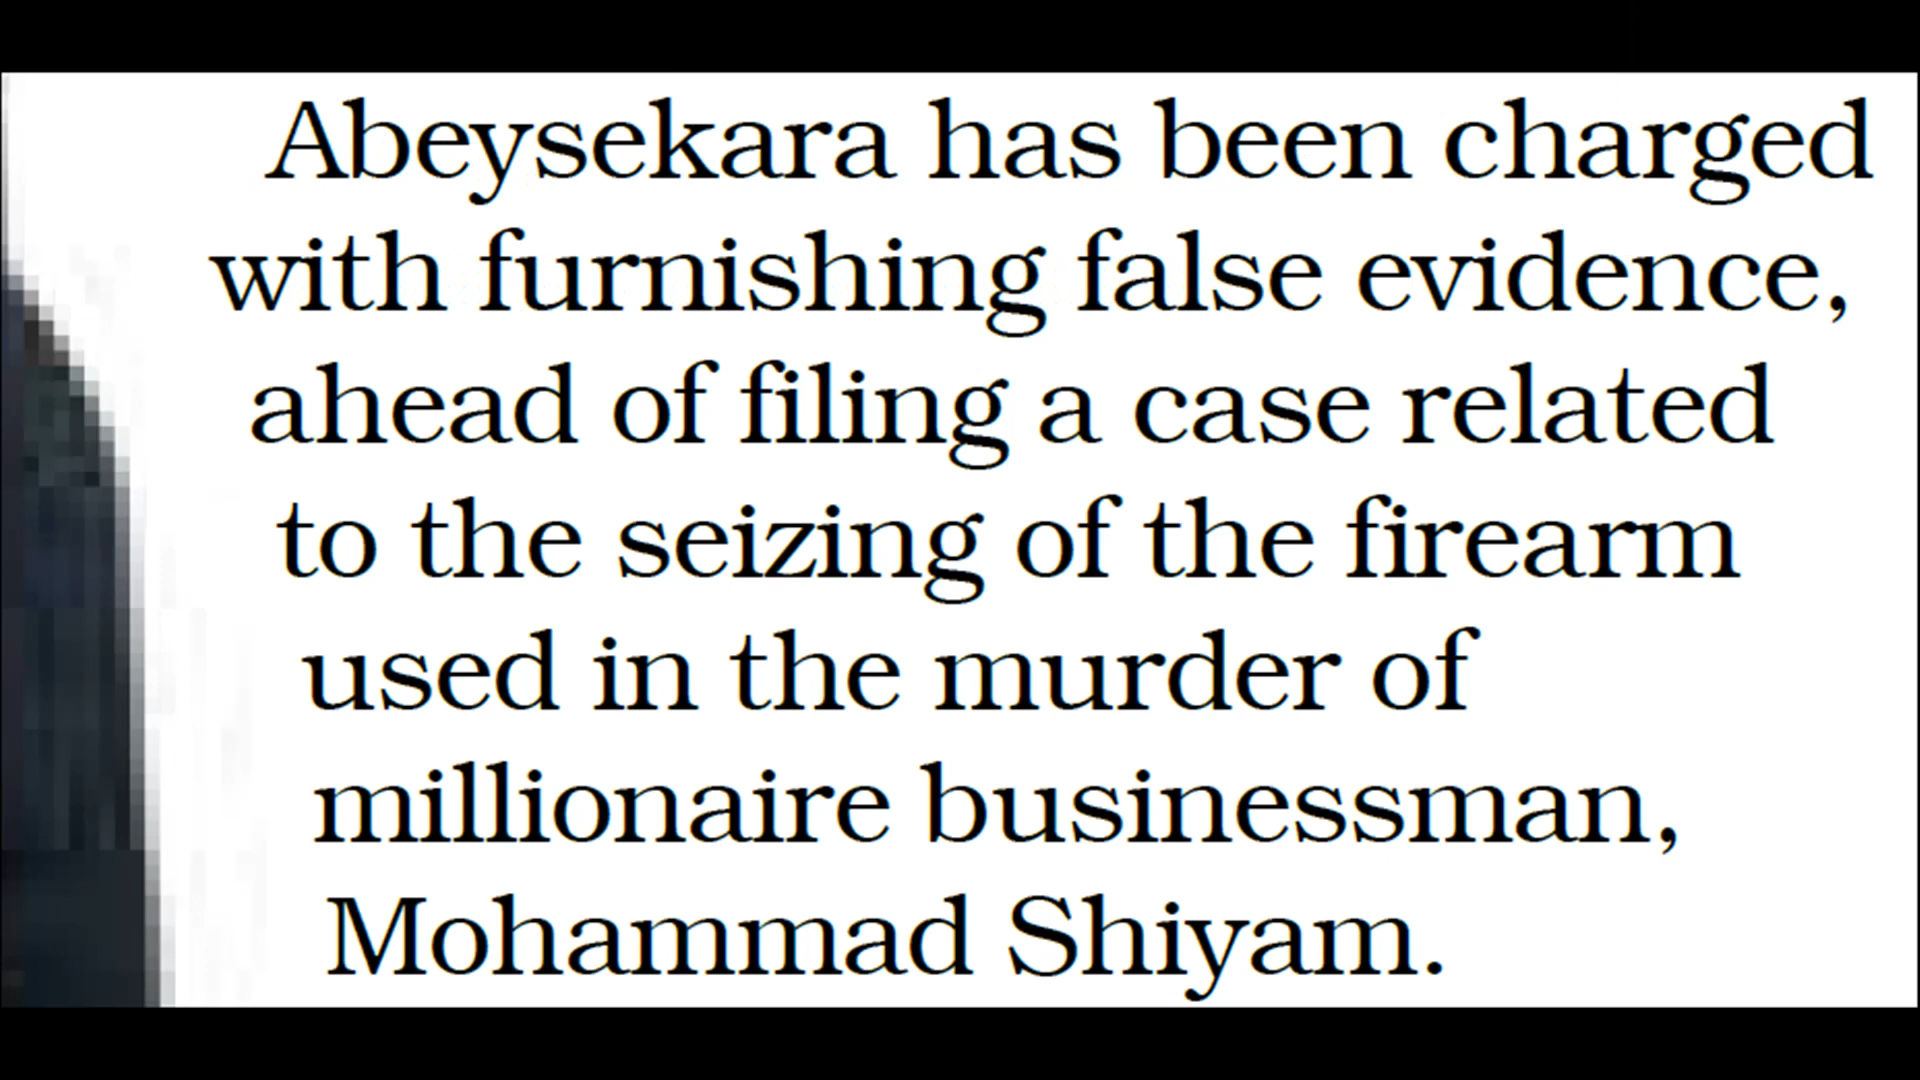 Abeysekara has been charged
with furnishing false evidence,
ahead of filing a case related
to the seizing of the firearm
used in the murder of
millionaire businessman,
Mohammad Shiyam.